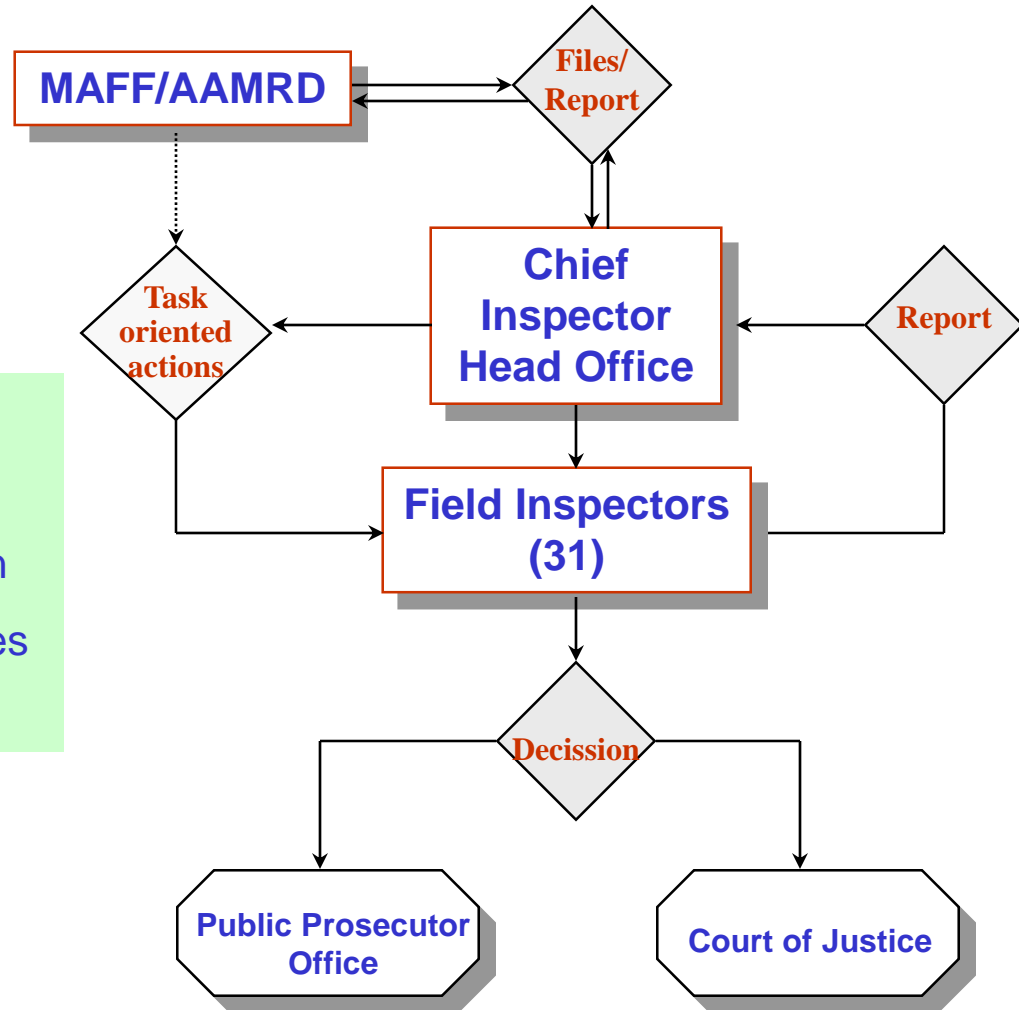 MAFF/AAMRD
Files/
Report
Chief
Inspector
Head Office
Task
oriented
actions
Report
Field Inspectors
(31)
Decission
Public Prosecutor
Office
Court of Justice